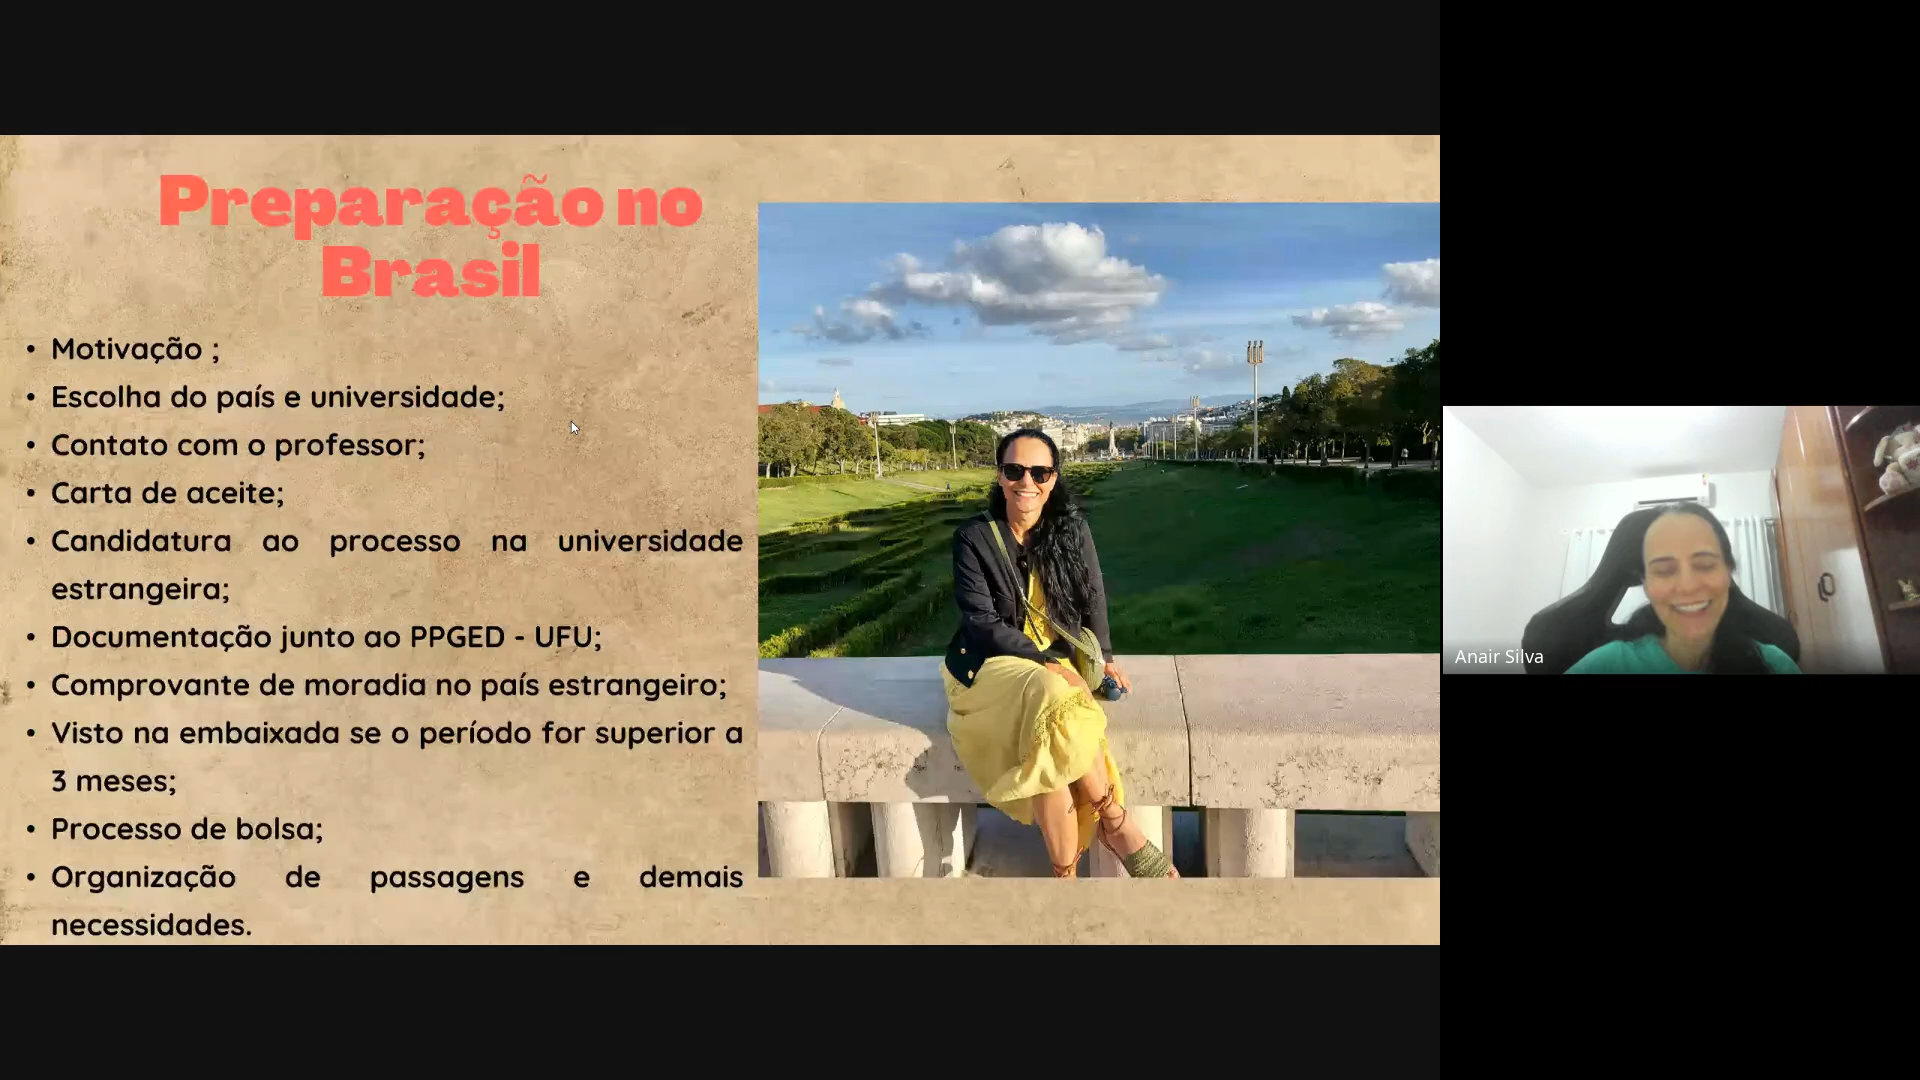 Preparação no
Brasil
• Motivação ;
• Escolha do país e universidade;
• Contato com o professor;
• Carta de aceite;
• Candidatura ao processo na universidade
estrangeira;
• Documentação junto ao PPGED - UFU;
• Comprovante de moradia no país estrangeiro;
• Visto na embaixada se o período for superior a
3 meses;
• Processo de bolsa;
• Organização de passagens e demais
necessidades.
Anair Silva